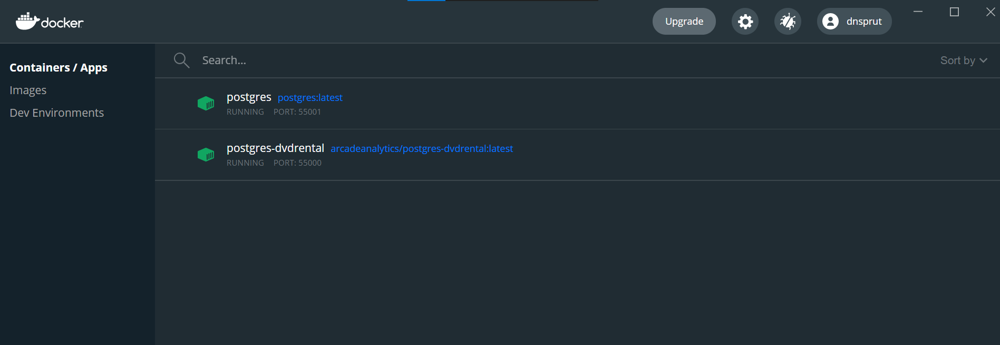 docker
Upgrade
dnsprut
Containers / Apps
Images
Dev Environments
Search...
Sort by
postgres postgres:latest
RUNNING PORT: 55001
postgres-dvdrental arcadeanalytics/postgres-dvdrental:latest
RUNNING PORT: 55000